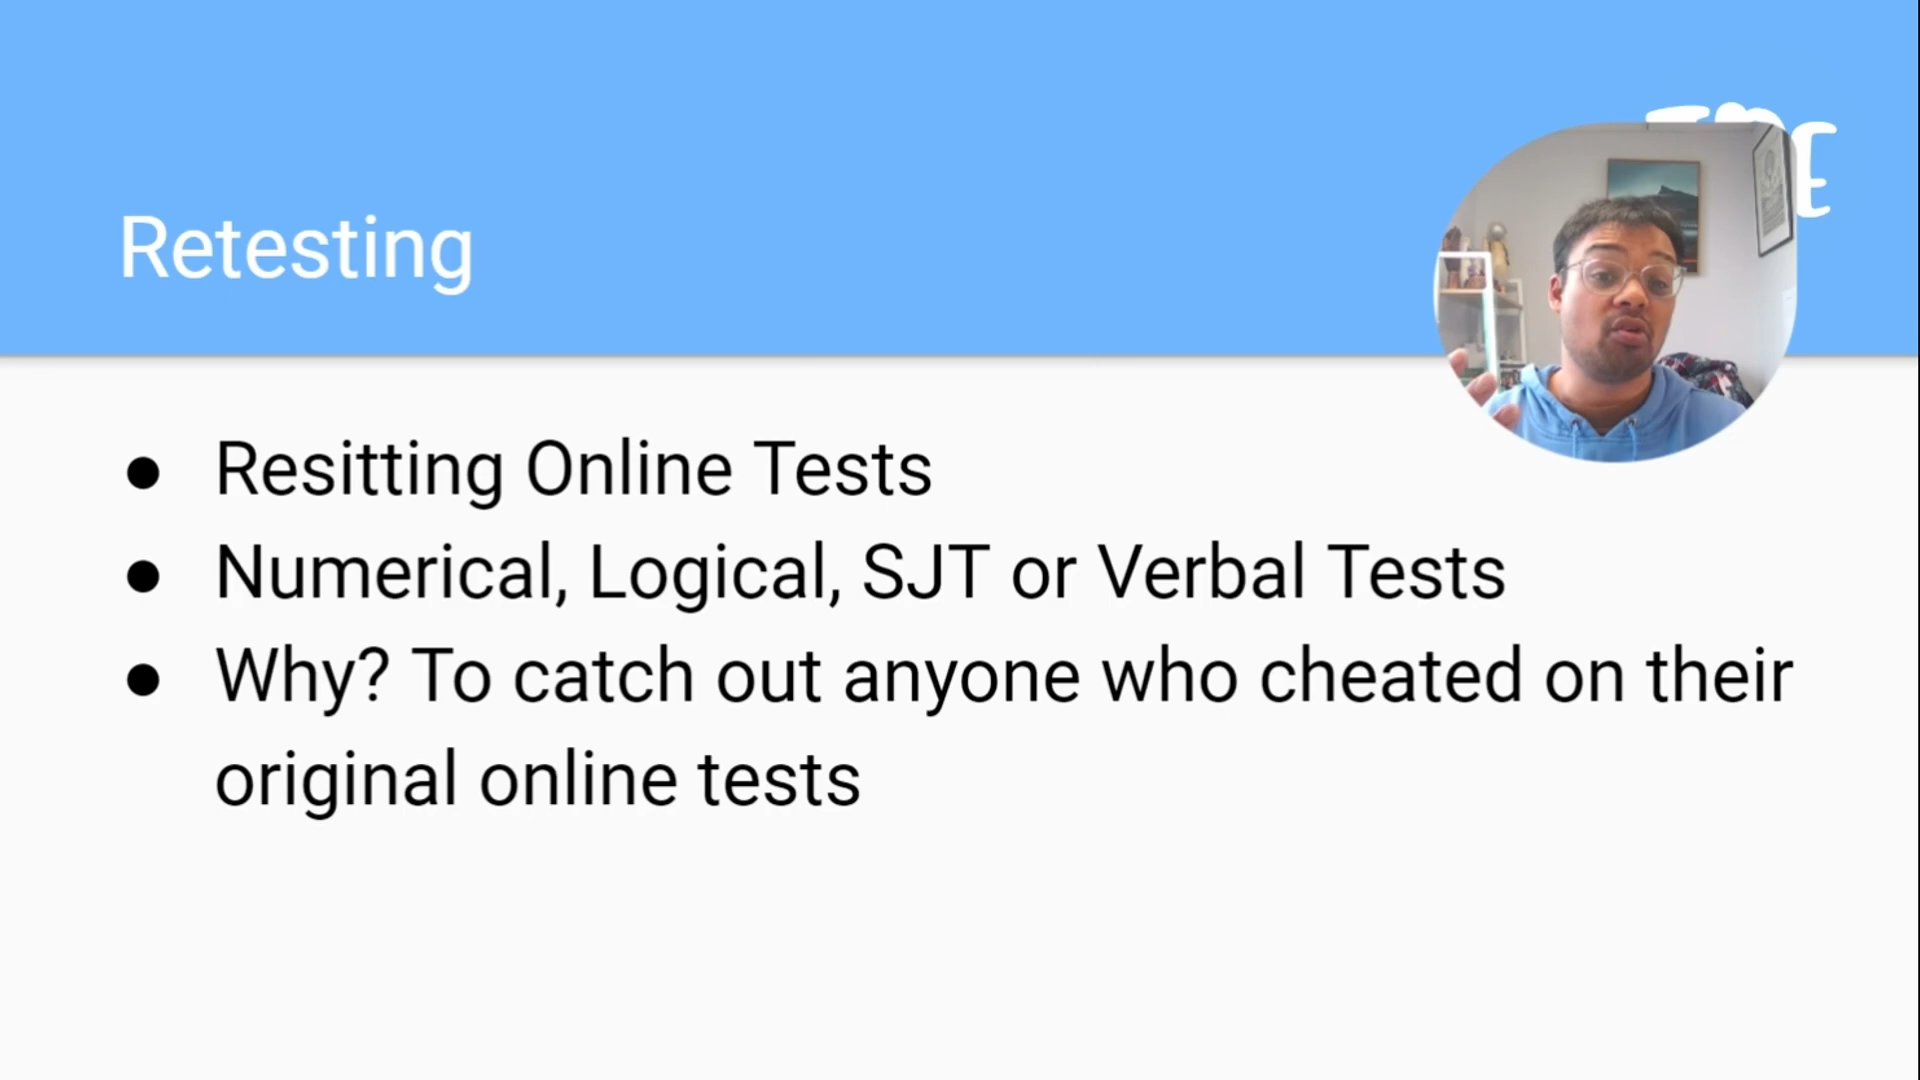 Retesting
● Resitting Online Tests
● Numerical, Logical, SJT or Verbal Tests
● Why? To catch out anyone who cheated on their
original online tests